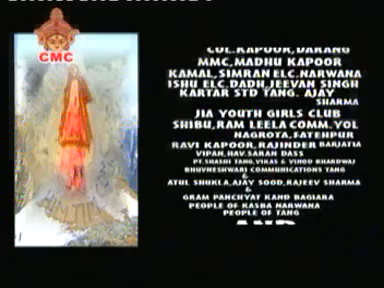 CMC
COL.KAPOOR,DARANG
MMC,MADHU KAPOOR
KAMAL,SIMRAN ELC.NARWANA
ISHU ELC.DADH,JEEVAN SINGH
KARTAR STD TANG. AJAY
SHARMA
JIA YOUTH GIRLS CLUB
SHIBU,RAM LEELA COMM.YOL
NAGROTA,FATEHPUR
RAVI KAPOOR,RAJINDER BARJATIA
VIPAN,HAV.SARAN DASS
PT.SHASHI TANG,VIKAS & VINOD BHARDWAJ
BHUVNESHWARI COMMUNICATIONS TANG
&
ATUL SHUKLA,AJAY SOOD,RAJEEV SHARMA
&
GRAM PANCHYAT KAND BAGIARA
PEOPLE OF KASBA NARWANA
PEOPLE OF TANG
AND